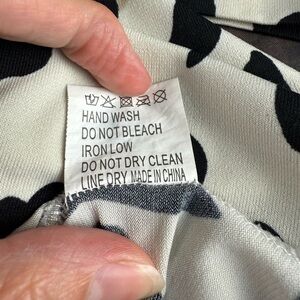 HAND WASH
DO NOT BLEACH
IRON LOW
DO NOT DRY CLEAN
LINE DRY MADE IN CHINA